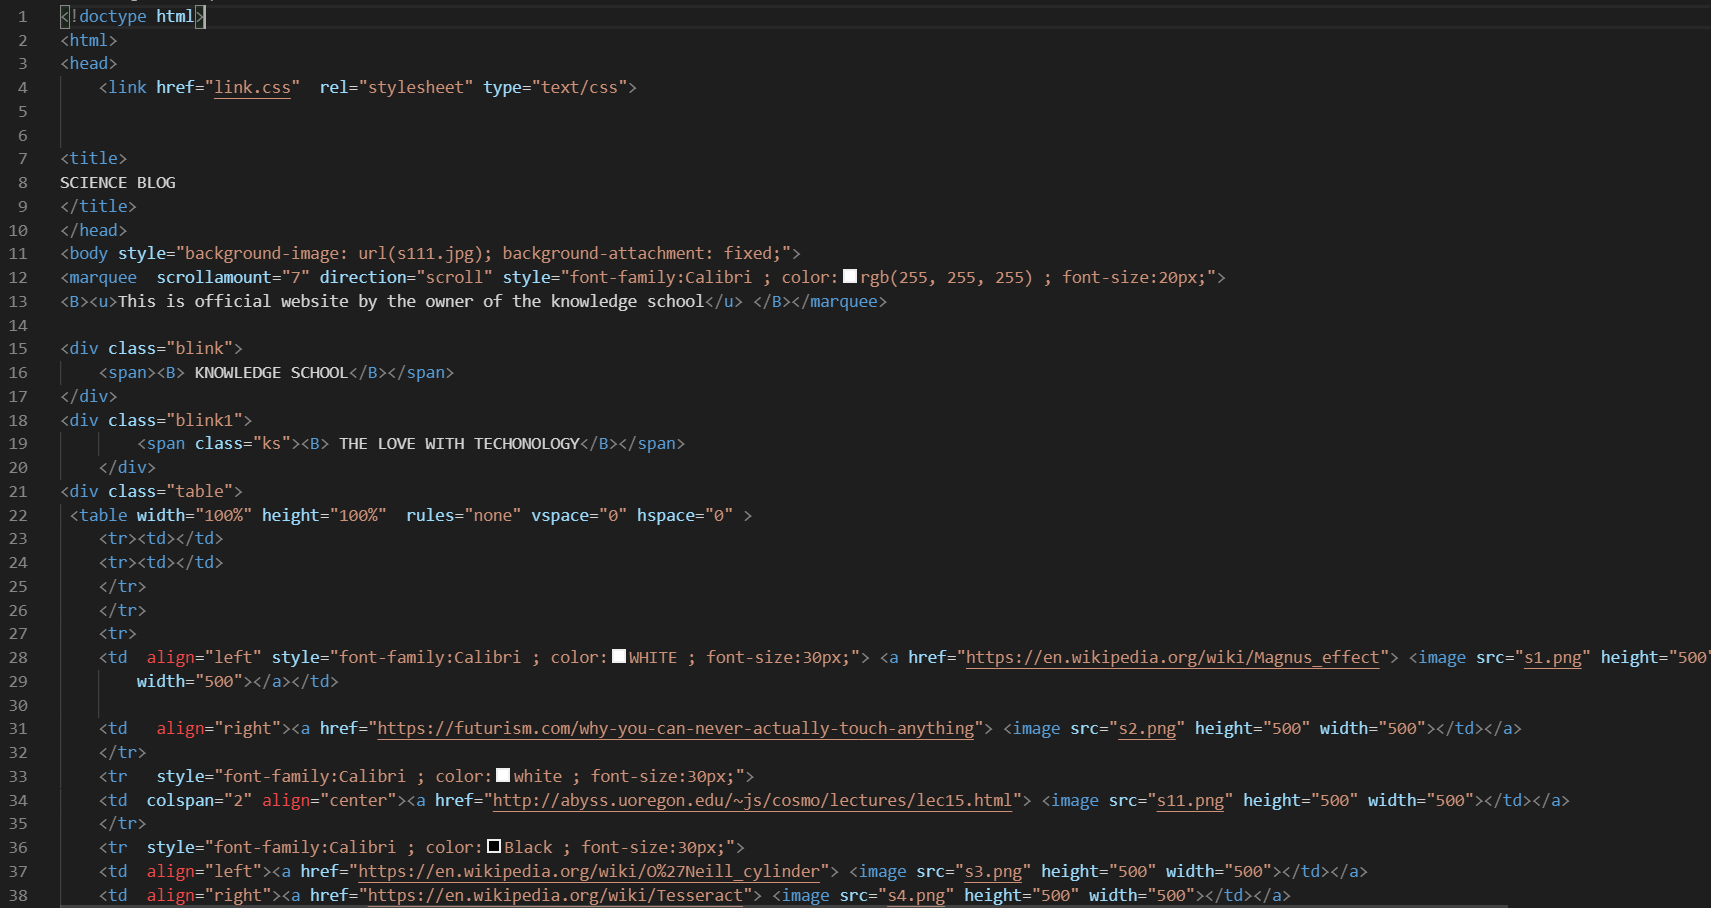 1 <!doctype html>
2 <html>
3 <head>
4 <link href="link.css"  rel="stylesheet" type="text/css">
5
6
7 <title>
8 SCIENCE BLOG
9 </title>
10 </head>
11 <body style="background-image: url(s111.jpg); background-attachment: fixed;">
12 <marquee  scrollamount="7" direction="scroll" style="font-family:Calibri ; color:rgb(255, 255, 255) ; font-size:20px;">
13 <B><u>This is official website by the owner of the knowledge school</u> </B></marquee>
14
15 <div class="blink">
16 <span><B> KNOWLEDGE SCHOOL</B></span>
17 </div>
18 <div class="blink1">
19 <span class="ks"><B> THE LOVE WITH TECHONOLOGY</B></span>
20 </div>
21 <div class="table">
22 <table width="100%" height="100%"  rules="none" vspace="0" hspace="0" >
23 <tr><td></td>
24 <tr><td></td>
25 </tr>
26 </tr>
27 <tr>
28 <td  align="left" style="font-family:Calibri ; color:WHITE ; font-size:30px;"> <a href="https://en.wikipedia.org/wiki/Magnus_effect"> <image src="s1.png" height="500"
29 width="500"></a></td>
30
31 <td   align="right"><a href="https://futurism.com/why-you-can-never-actually-touch-anything"> <image src="s2.png" height="500" width="500"></td></a>
32 </tr>
33 <tr   style="font-family:Calibri ; color:white ; font-size:30px;">
34 <td  colspan="2" align="center"><a href="http://abyss.uoregon.edu/~js/cosmo/lectures/lec15.html"> <image src="s11.png" height="500" width="500"></td></a>
35 </tr>
36 <tr  style="font-family:Calibri ; color:Black ; font-size:30px;">
37 <td  align="left"><a href="https://en.wikipedia.org/wiki/O%27Neill_cylinder"> <image src="s3.png" height="500" width="500"></td></a>
38 <td  align="right"><a href="https://en.wikipedia.org/wiki/Tesseract"> <image src="s4.png" height="500" width="500"></td></a>